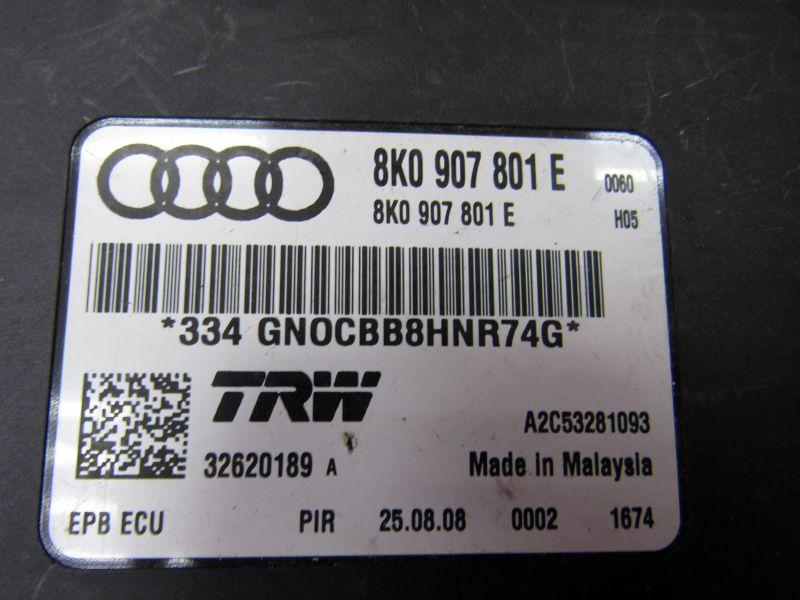 8K0 907 801 E 0060
8K0 907 801 E H05
*334 GN0CBB8HNR74G*
TRW
A2C53281093
32620189 A Made in Malaysia
EPB ECU PIR 25.08.08 0002 1674